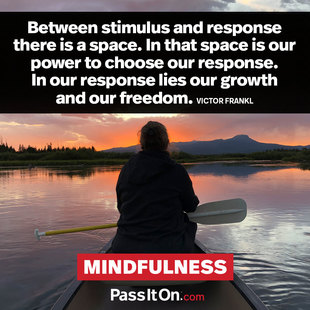 Between stimulus and response
there is a space. In that space is our
power to choose our response.
In our response lies our growth
and our freedom. VICTOR FRANKL
MINDFULNESS
PassItOn.com